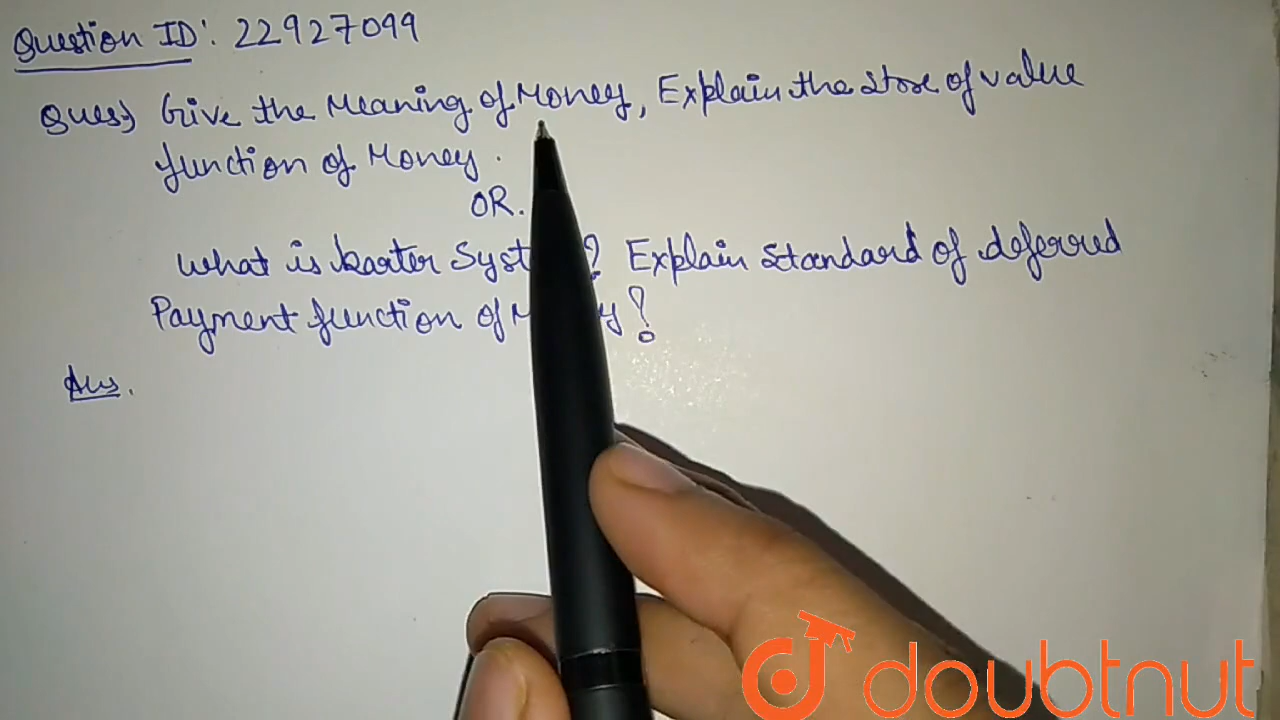 Question ID: 22927099
Ques) Give the Meaning of Money, Explain the store of value
function of Money.
OR.
What is barter Syst ? Explain Standard of deferred
Payment function of M y?
Ans.
doubtnut